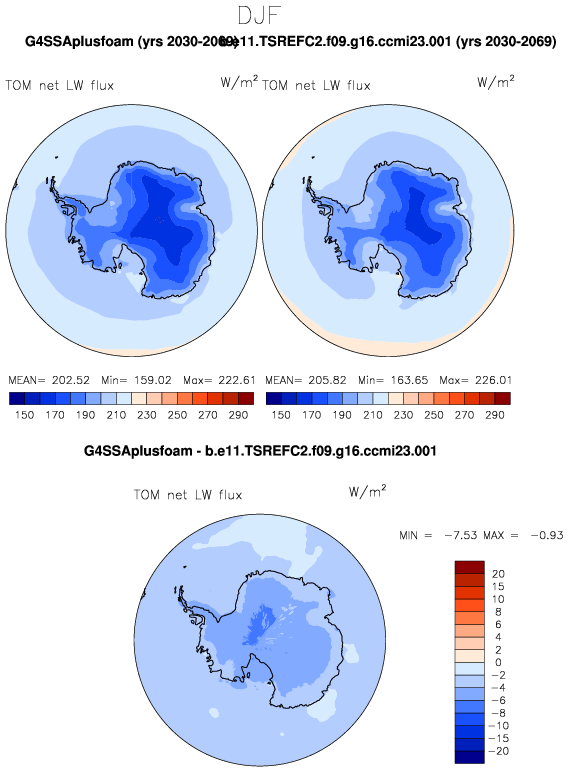 DJF
G4SSAplusfoam (yrs 2030-2069) b.e11.TSREFC2.f09.g16.ccmi23.001 (yrs 2030-2069)
TOM net LW flux W/m² TOM net LW flux W/m²
MEAN= 202.52 Min= 159.02 Max= 222.61 MEAN= 205.82 Min= 163.65 Max= 226.01
150 170 190 210 230 250 270 290 150 170 190 210 230 250 270 290
G4SSAplusfoam - b.e11.TSREFC2.f09.g16.ccmi23.001
TOM net LW flux W/m²
MIN = -7.53 MAX = -0.93
20
15
10
8
6
4
2
0
-2
-4
-6
-8
-10
-15
-20